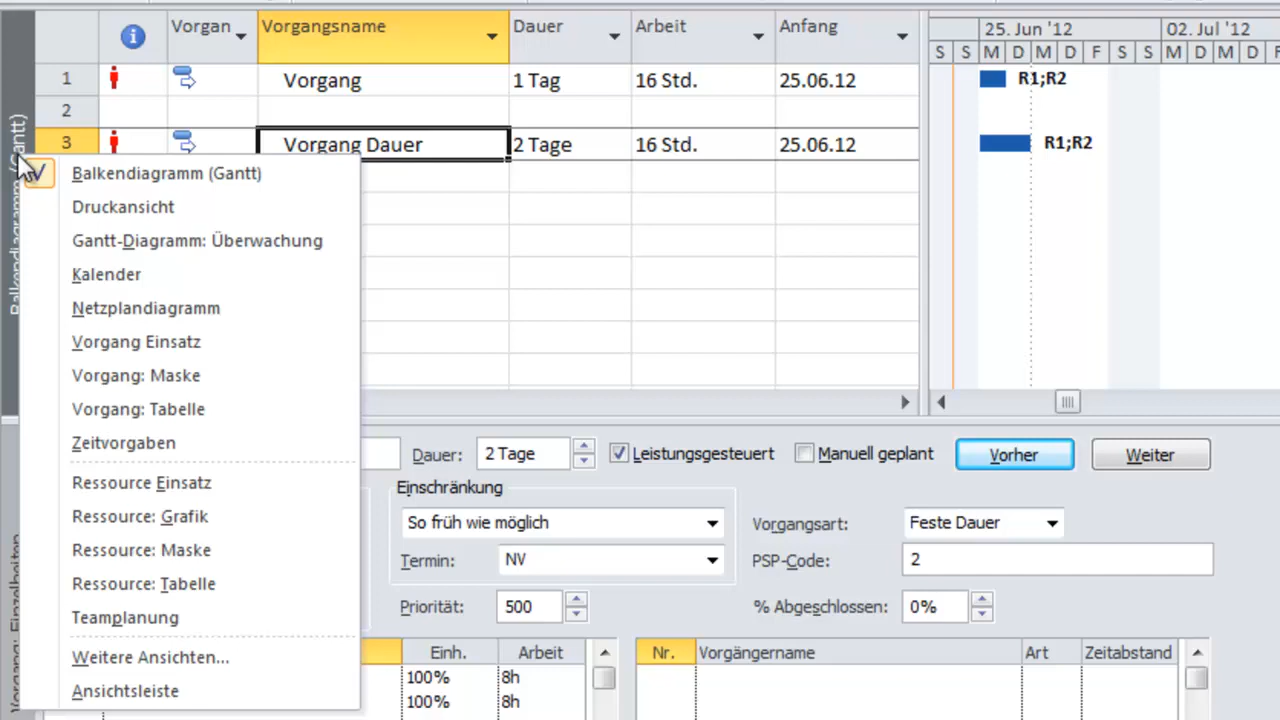 Vorgan Vorgangsname Dauer Arbeit Anfang
25. Jun '12 02. Jul '12
S S M D M D F S S M D M D F
1 Vorgang 1 Tag 16 Std. 25.06.12 R1;R2
2
3 Vorgang Dauer 2 Tage 16 Std. 25.06.12 R1;R2
Balkendiagramm (Gantt)
Balkendiagramm (Gantt)
Druckansicht
Gantt-Diagramm: Überwachung
Kalender
Netzplandiagramm
Vorgang Einsatz
Vorgang: Maske
Vorgang: Tabelle
Zeitvorgaben
Ressource Einsatz
Ressource: Grafik
Ressource: Maske
Ressource: Tabelle
Teamplanung
Weitere Ansichten...
Ansichtsleiste
Vorgang: Einzelheiten
Dauer: 2 Tage Leistungsgesteuert Manuell geplant Vorher Weiter
Einschränkung
So früh wie möglich Vorgangsart: Feste Dauer
Termin: NV PSP-Code: 2
Priorität: 500 % Abgeschlossen: 0%
Einh. Arbeit Nr. Vorgängername Art Zeitabstand
100% 8h
100% 8h